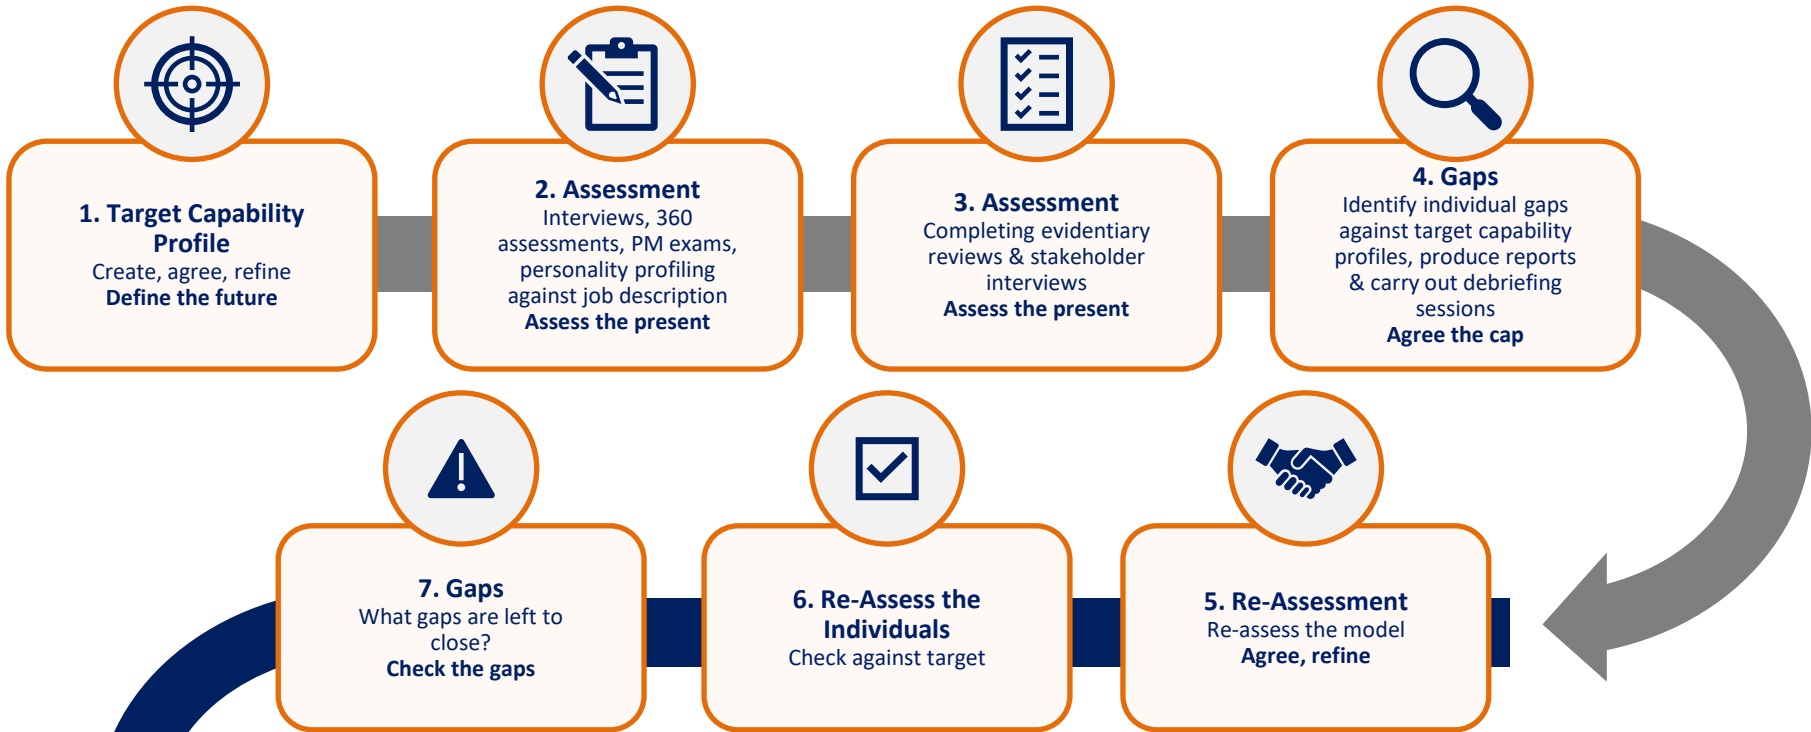 1. Target Capability
Profile
Create, agree, refine
Define the future
2. Assessment
Interviews, 360
assessments, PM exams,
personality profiling
against job description
Assess the present
3. Assessment
Completing evidentiary
reviews & stakeholder
interviews
Assess the present
4. Gaps
Identify individual gaps
against target capability
profiles, produce reports
& carry out debriefing
sessions
Agree the cap
5. Re-Assessment
Re-assess the model
Agree, refine
6. Re-Assess the
Individuals
Check against target
7. Gaps
What gaps are left to
close?
Check the gaps